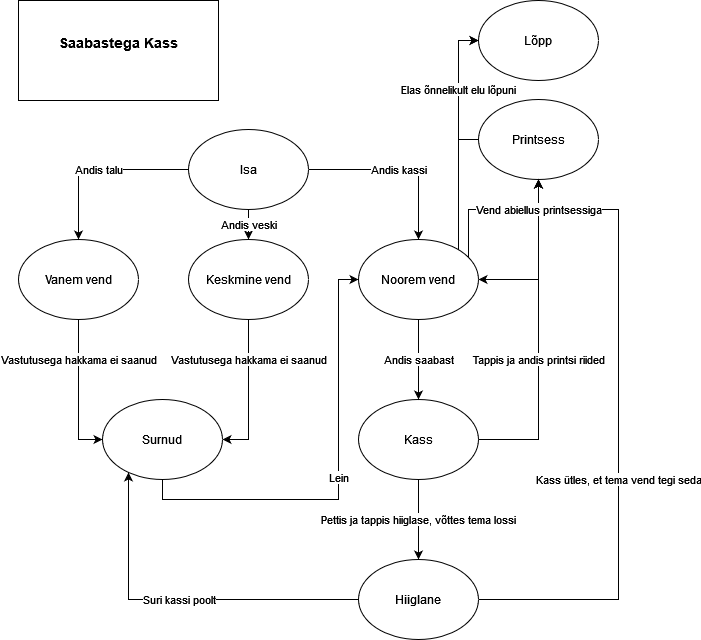 Saabastega Kass
Lõpp
Elas õnnelikult elu lõpuni
Printsess
Isa
Andis talu
Andis kassi
Andis veski
Vend abiellus printsessiga
Vanem vend
Keskmine vend
Noorem vend
Vastutusega hakkama ei saanud
Vastutusega hakkama ei saanud
Andis saabast
Tappis ja andis printsi riided
Surnud
Kass
Lein
Kass ütles, et tema vend tegi seda
Pettis ja tappis hiiglase, võttes tema lossi
Suri kassi poolt
Hiiglane